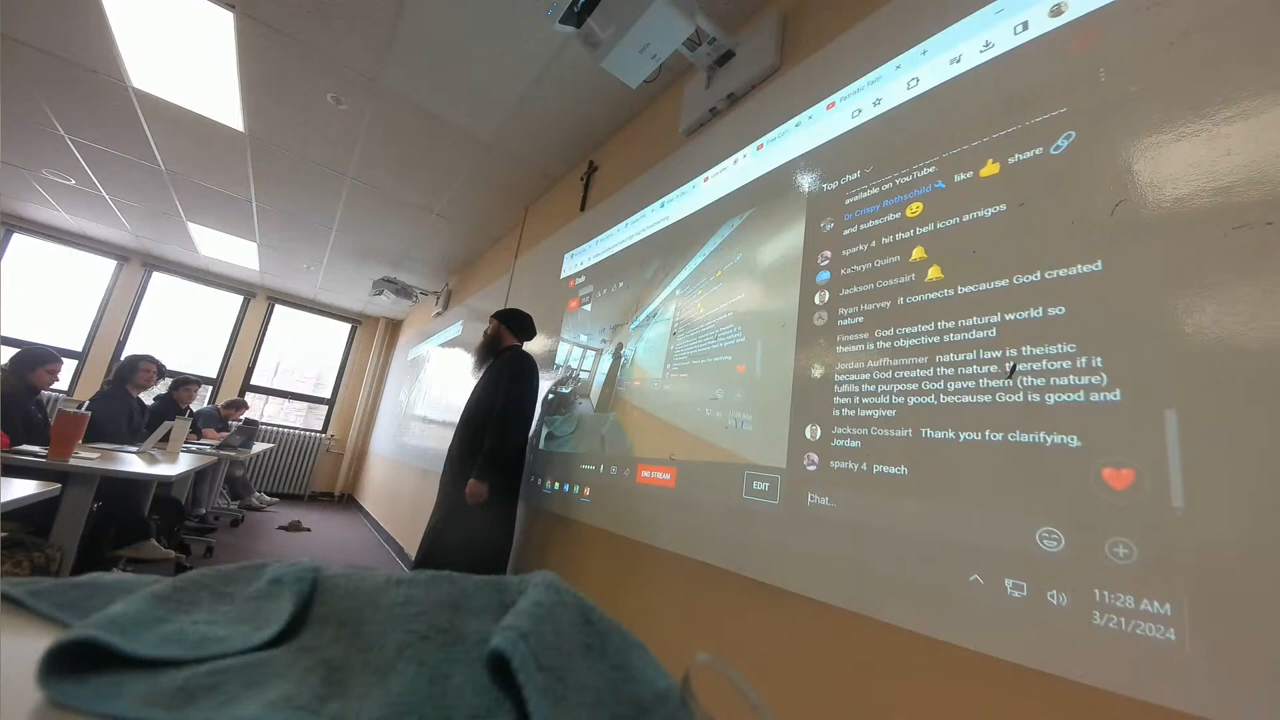 Patristic Faith
Top chat
available on YouTube.
Dr Crispy Rothschild like 👍 share 🔗
and subscribe 😉
sparky 4 hit that bell icon amigos
Kathryn Quinn 🔔
Jackson Cossairt 🔔
Ryan Harvey it connects because God created
nature
Finesse God created the natural world so
theism is the objective standard
Jordan Auffhammer natural law is theistic
becuae God created the nature. therefore if it
fulfills the purpose God gave them (the nature)
then it would be good, because God is good and
is the lawgiver
Jackson Cossairt Thank you for clarifying,
Jordan
sparky 4 preach
Chat...
END STREAM
EDIT
11:28 AM
3/21/2024